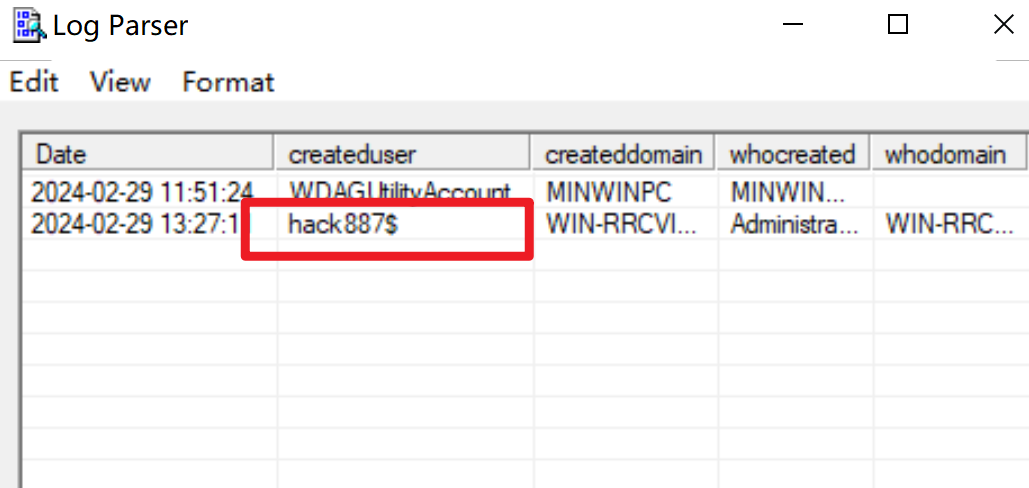 Log Parser
Edit View Format
Date createduser createddomain whocreated whodomain
2024-02-29 11:51:24 WDAGUtilityAccount MINWINPC MINWIN...
2024-02-29 13:27:1 hack887$ WIN-RRCVI... Administra... WIN-RRC...